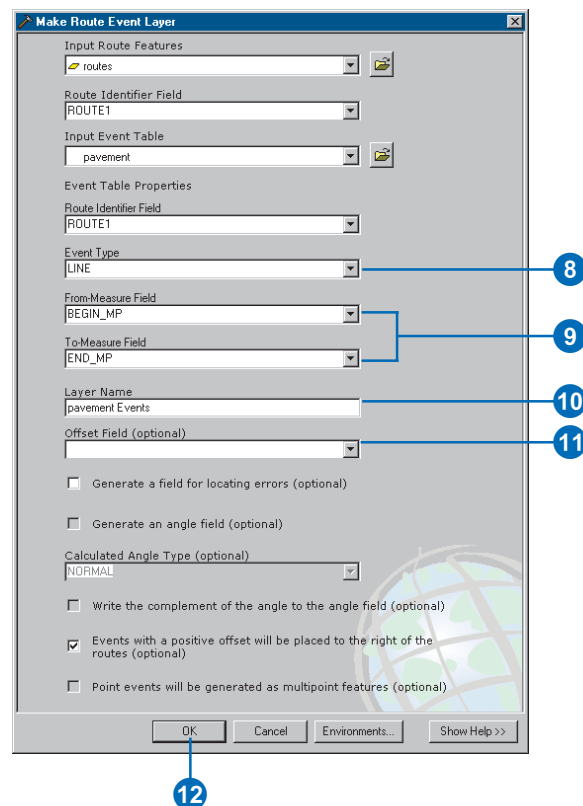 Make Route Event Layer
Input Route Features
routes
Route Identifier Field
ROUTE1
Input Event Table
pavement
Event Table Properties
Route Identifier Field
ROUTE1
Event Type
LINE
8
From-Measure Field
BEGIN_MP
9
To-Measure Field
END_MP
Layer Name
pavement Events
10
Offset Field (optional)
11
Generate a field for locating errors (optional)
Generate an angle field (optional)
Calculated Angle Type (optional)
NORMAL
Write the complement of the angle to the angle field (optional)
Events with a positive offset will be placed to the right of the
routes (optional)
Point events will be generated as multipoint features (optional)
OK Cancel Environments... Show Help >>
12